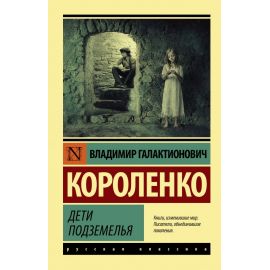 N
ВЛАДИМИР ГАЛАКТИОНОВИЧ
КОРОЛЕНКО
ДЕТИ
ПОДЗЕМЕЛЬЯ
Книги, изменившие мир.
Писатели, объединившие
поколения.
русская классика